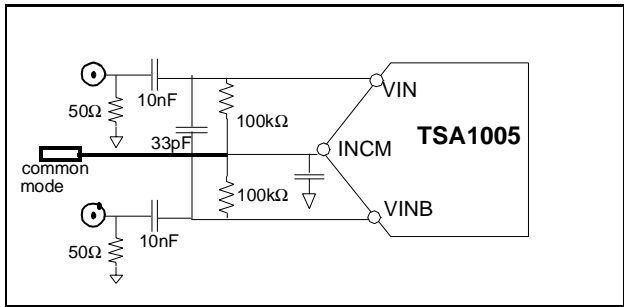 VIN
50Ω
10nF
100kΩ
TSA1005
33pF
INCM
common
mode
100kΩ
VINB
50Ω
10nF